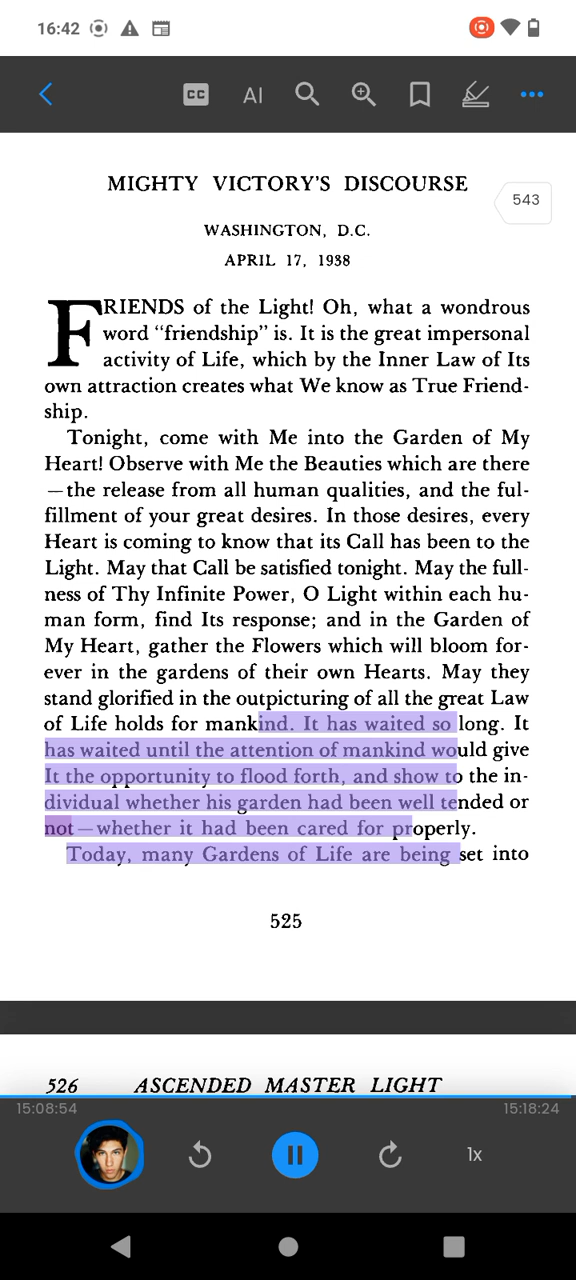 16:42
CC AI
MIGHTY VICTORY'S DISCOURSE
543
WASHINGTON, D.C.
APRIL 17, 1938
FRIENDS of the Light! Oh, what a wondrous
word “friendship” is. It is the great impersonal
activity of Life, which by the Inner Law of Its
own attraction creates what We know as True Friend-
ship.
Tonight, come with Me into the Garden of My
Heart! Observe with Me the Beauties which are there
—the release from all human qualities, and the ful-
fillment of your great desires. In those desires, every
Heart is coming to know that its Call has been to the
Light. May that Call be satisfied tonight. May the full-
ness of Thy Infinite Power, O Light within each hu-
man form, find Its response; and in the Garden of
My Heart, gather the Flowers which will bloom for-
ever in the gardens of their own Hearts. May they
stand glorified in the outpicturing of all the great Law
of Life holds for mankind. It has waited so long. It
has waited until the attention of mankind would give
It the opportunity to flood forth, and show to the in-
dividual whether his garden had been well tended or
not—whether it had been cared for properly.
Today, many Gardens of Life are being set into
525
526 ASCENDED MASTER LIGHT
15:08:54 15:18:24
1x